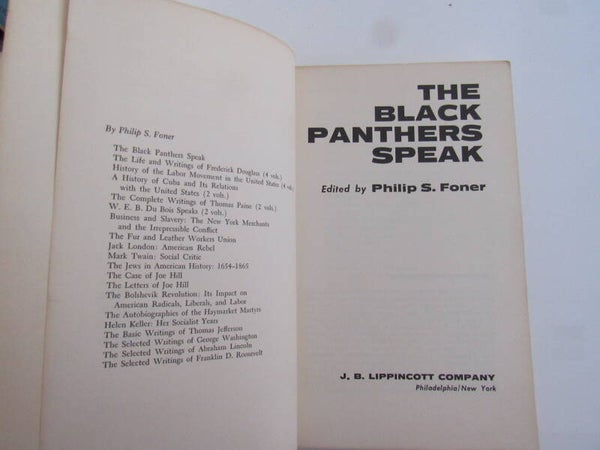 By Philip S. Foner
The Black Panthers Speak
The Life and Writings of Frederick Douglass (4 vols.)
History of the Labor Movement in the United States (4 vols.)
A History of Cuba and Its Relations
with the United States (2 vols.)
The Complete Writings of Thomas Paine (2 vols.)
W. E. B. Du Bois Speaks (2 vols.)
Business and Slavery: The New York Merchants
and the Irrepressible Conflict
The Fur and Leather Workers Union
Jack London: American Rebel
Mark Twain: Social Critic
The Jews in American History: 1654–1865
The Case of Joe Hill
The Letters of Joe Hill
The Bolshevik Revolution: Its Impact on
American Radicals, Liberals, and Labor
The Autobiographies of the Haymarket Martyrs
Helen Keller: Her Socialist Years
The Basic Writings of Thomas Jefferson
The Selected Writings of George Washington
The Selected Writings of Abraham Lincoln
The Selected Writings of Franklin D. Roosevelt
THE
BLACK
PANTHERS
SPEAK
Edited by Philip S. Foner
J. B. LIPPINCOTT COMPANY
Philadelphia/New York